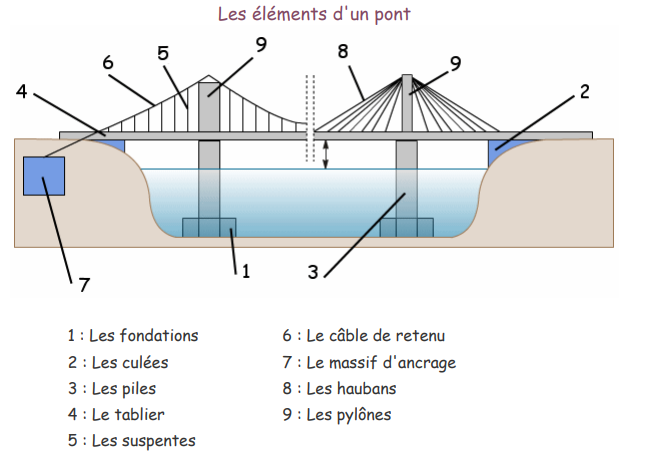 Les éléments d'un pont
9
5
8
9
6
4
2
1
3
7
1 : Les fondations
2 : Les culées
3 : Les piles
4 : Le tablier
5 : Les suspentes
6 : Le câble de retenu
7 : Le massif d'ancrage
8 : Les haubans
9 : Les pylônes